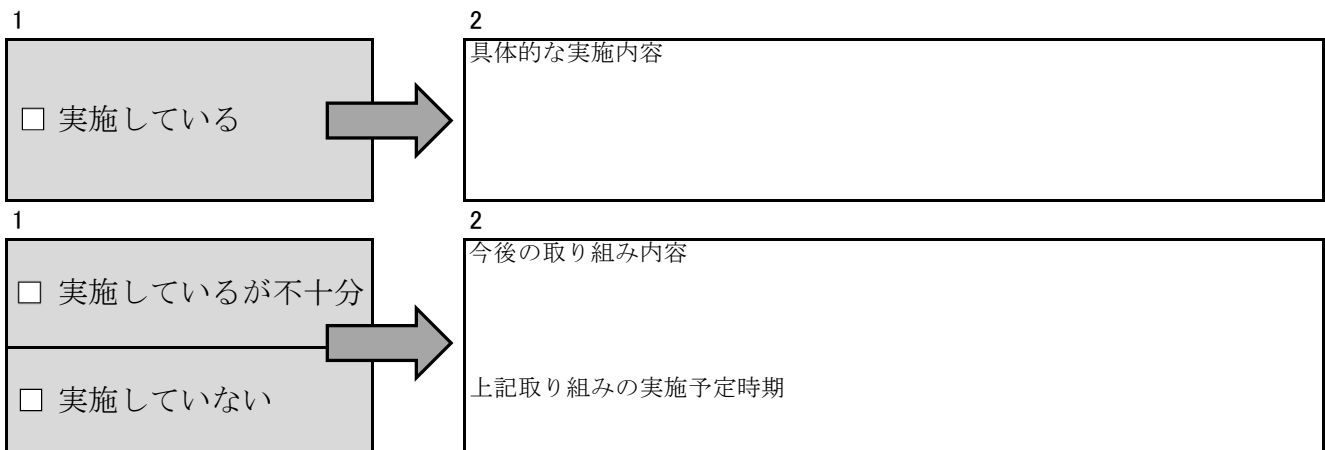 1
2
□ 実施している
具体的な実施内容
1
2
□ 実施しているが不十分
□ 実施していない
今後の取り組み内容
上記取り組みの実施予定時期